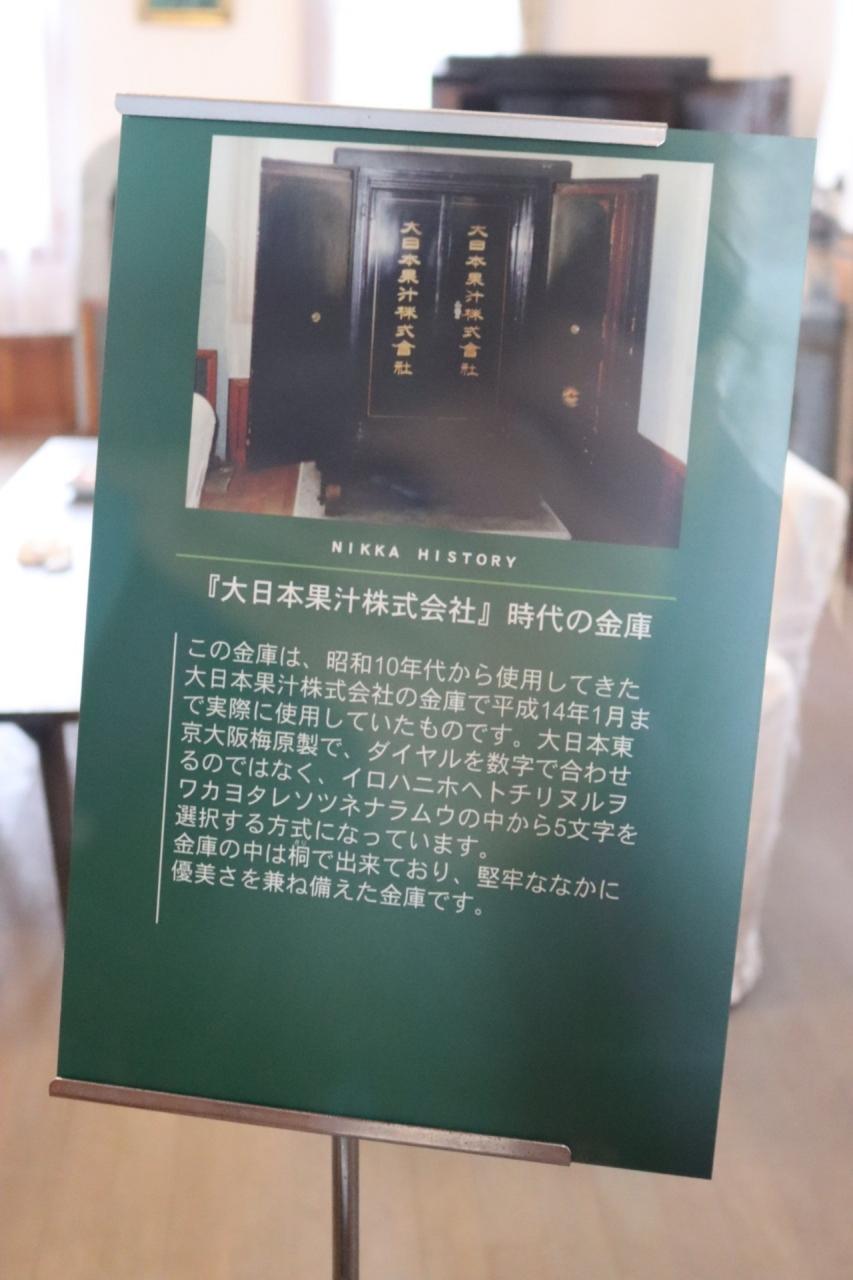 大日本果汁株式會社
大日本果汁株式會社
NIKKA HISTORY
『大日本果汁株式会社』時代の金庫
この金庫は、昭和10年代から使用してきた
大日本果汁株式会社の金庫で平成14年1月ま
で実際に使用していたものです。大日本東
京大阪梅原製で、ダイヤルを数字で合わせ
るのではなく、イロハニホヘトチリヌルヲ
ワカヨタレソツネナラムウの中から5文字を
選択する方式になっています。
金庫の中は桐で出来ており、堅牢ななかに
優美さを兼ね備えた金庫です。